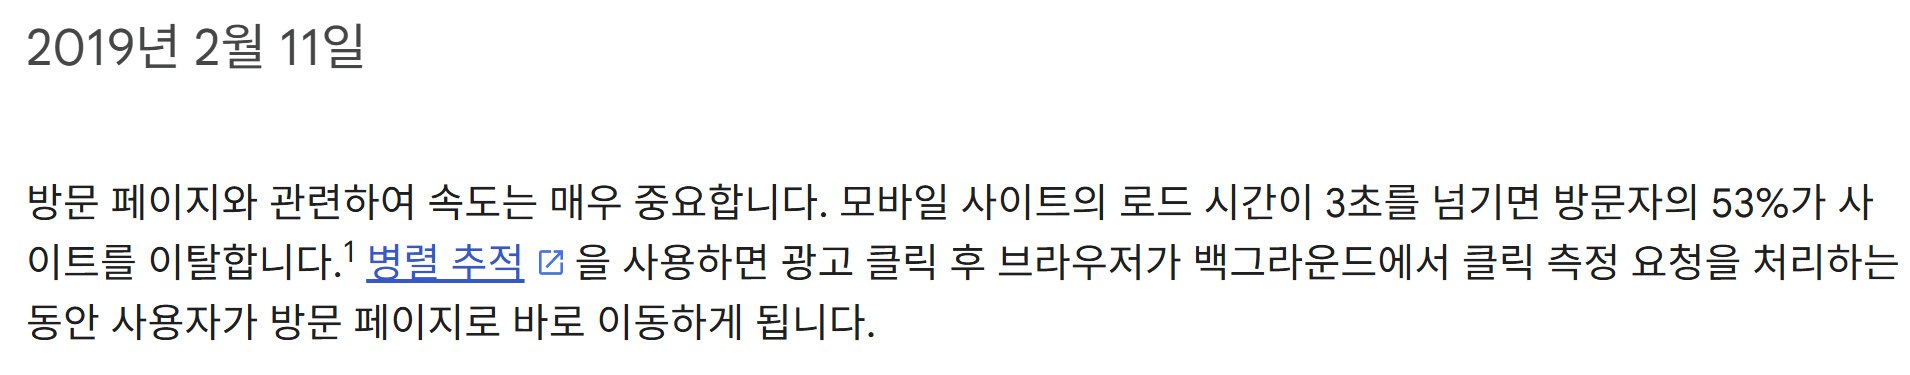 2019년 2월 11일
방문 페이지와 관련하여 속도는 매우 중요합니다. 모바일 사이트의 로드 시간이 3초를 넘기면 방문자의 53%가 사
이트를 이탈합니다.1 병렬 추적 을 사용하면 광고 클릭 후 브라우저가 백그라운드에서 클릭 측정 요청을 처리하는
동안 사용자가 방문 페이지로 바로 이동하게 됩니다.